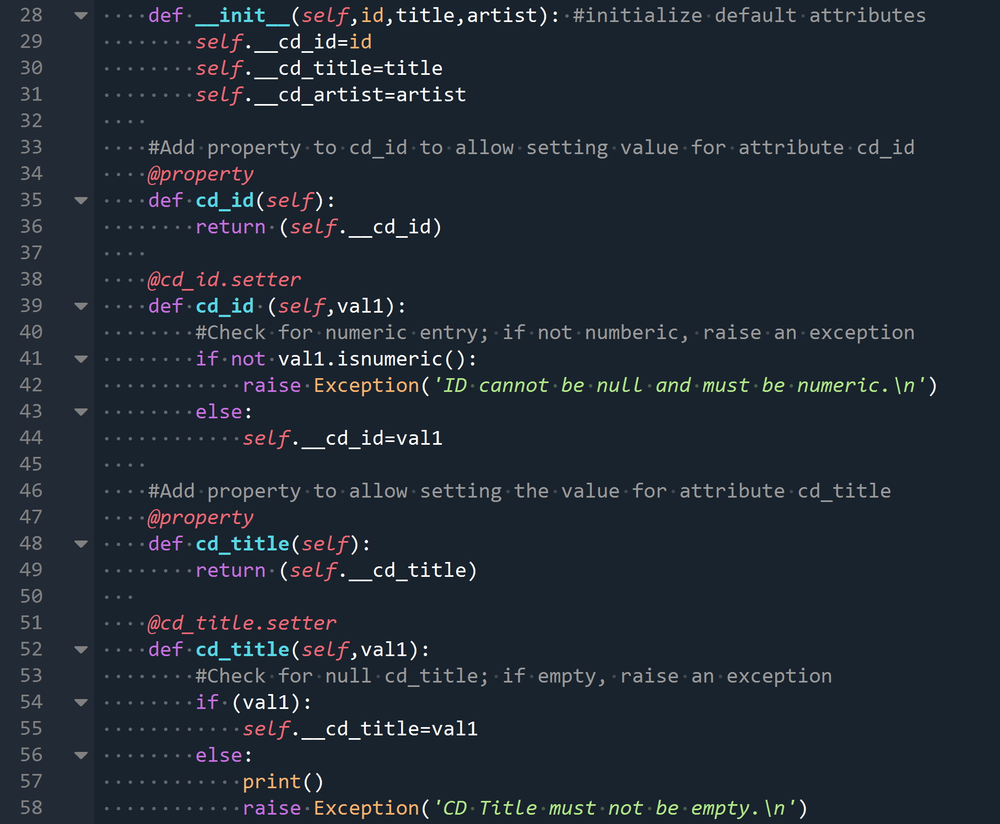 28     def __init__(self,id,title,artist): #initialize default attributes
29         self.__cd_id=id
30         self.__cd_title=title
31         self.__cd_artist=artist
32
33     #Add property to cd_id to allow setting value for attribute cd_id
34     @property
35     def cd_id(self):
36         return (self.__cd_id)
37
38     @cd_id.setter
39     def cd_id (self,val1):
40         #Check for numeric entry; if not numberic, raise an exception
41         if not val1.isnumeric():
42             raise Exception('ID cannot be null and must be numeric.\n')
43         else:
44             self.__cd_id=val1
45
46     #Add property to allow setting the value for attribute cd_title
47     @property
48     def cd_title(self):
49         return (self.__cd_title)
50
51     @cd_title.setter
52     def cd_title(self,val1):
53         #Check for null cd_title; if empty, raise an exception
54         if (val1):
55             self.__cd_title=val1
56         else:
57             print()
58             raise Exception('CD Title must not be empty.\n')